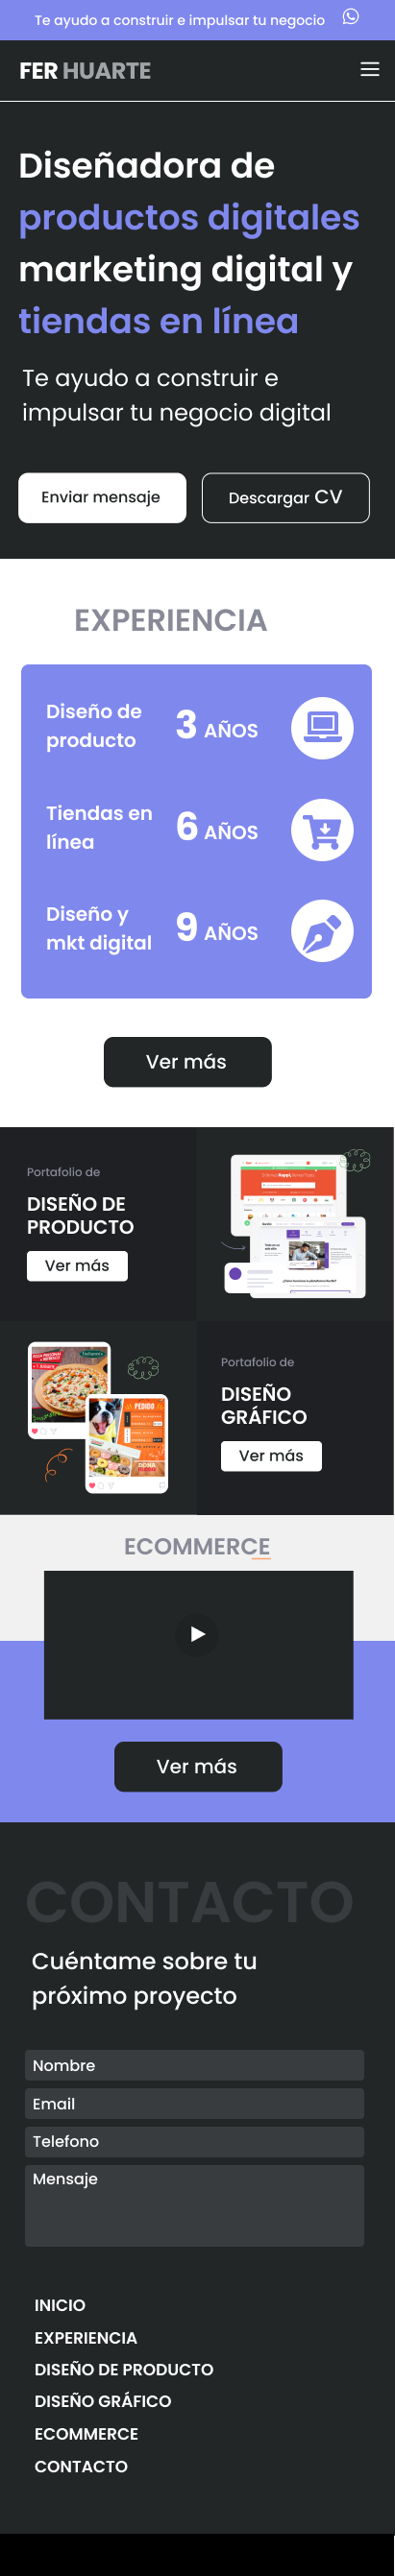 Te ayudo a construir e impulsar tu negocio
FER HUARTE
Diseñadora de
productos digitales
marketing digital y
tiendas en línea
Te ayudo a construir e
impulsar tu negocio digital
Enviar mensaje
Descargar CV
EXPERIENCIA
Diseño de
producto
3 AÑOS
Tiendas en
línea
6 AÑOS
Diseño y
mkt digital
9 AÑOS
Ver más
Portafolio de
DISEÑO DE
PRODUCTO
Ver más
Portafolio de
DISEÑO
GRÁFICO
Ver más
PEDIDO
ECOMMERCE
Ver más
CONTACTO
Cuéntame sobre tu
próximo proyecto
Nombre
Email
Telefono
Mensaje
INICIO
EXPERIENCIA
DISEÑO DE PRODUCTO
DISEÑO GRÁFICO
ECOMMERCE
CONTACTO